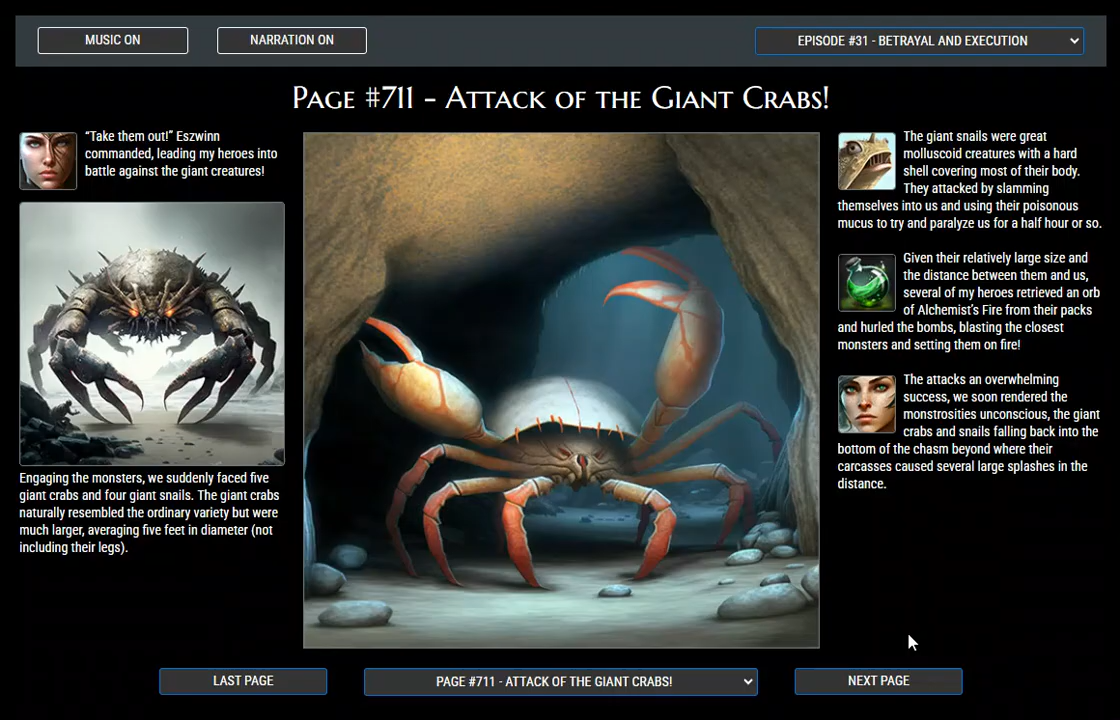 MUSIC ON
NARRATION ON
EPISODE #31 - BETRAYAL AND EXECUTION
Page #711 - Attack of the Giant Crabs!
“Take them out!” Eszwinn
commanded, leading my heroes into
battle against the giant creatures!
Engaging the monsters, we suddenly faced five
giant crabs and four giant snails. The giant crabs
naturally resembled the ordinary variety but were
much larger, averaging five feet in diameter (not
including their legs).
The giant snails were great
molluscoid creatures with a hard
shell covering most of their body.
They attacked by slamming
themselves into us and using their poisonous
mucus to try and paralyze us for a half hour or so.
Given their relatively large size and
the distance between them and us,
several of my heroes retrieved an orb
of Alchemist's Fire from their packs
and hurled the bombs, blasting the closest
monsters and setting them on fire!
The attacks an overwhelming
success, we soon rendered the
monstrosities unconscious, the giant
crabs and snails falling back into the
bottom of the chasm beyond where their
carcasses caused several large splashes in the
distance.
LAST PAGE
PAGE #711 - ATTACK OF THE GIANT CRABS!
NEXT PAGE